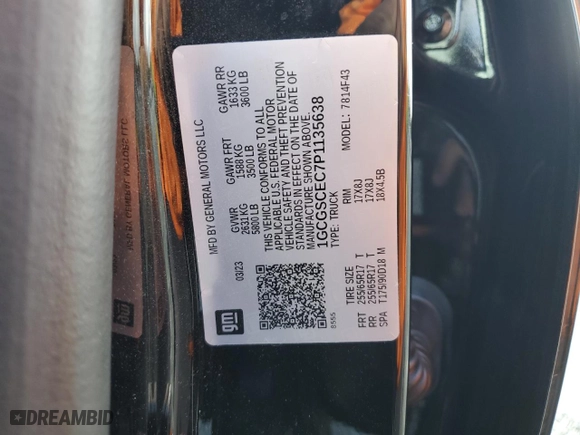 MFD BY GENERAL MOTORS LLC
03/23
GVWR
2631 KG
5800 LB
GAWR FRT
1588 KG
3500 LB
GAWR RR
1633 KG
3600 LB
THIS VEHICLE CONFORMS TO ALL
APPLICABLE U.S. FEDERAL MOTOR
VEHICLE SAFETY AND THEFT PREVENTION
STANDARDS IN EFFECT ON THE DATE OF
MANUFACTURE SHOWN ABOVE.
1GCGSCEC7P1135638
TYPE: TRUCK
MODEL: 7814F43
gm
8555
TIRE SIZE RIM
FRT 255/65R17 T 17X8J
RR 255/65R17 T 17X8J
SPA T175/90D18 M 18X4.5B
DREAMBID